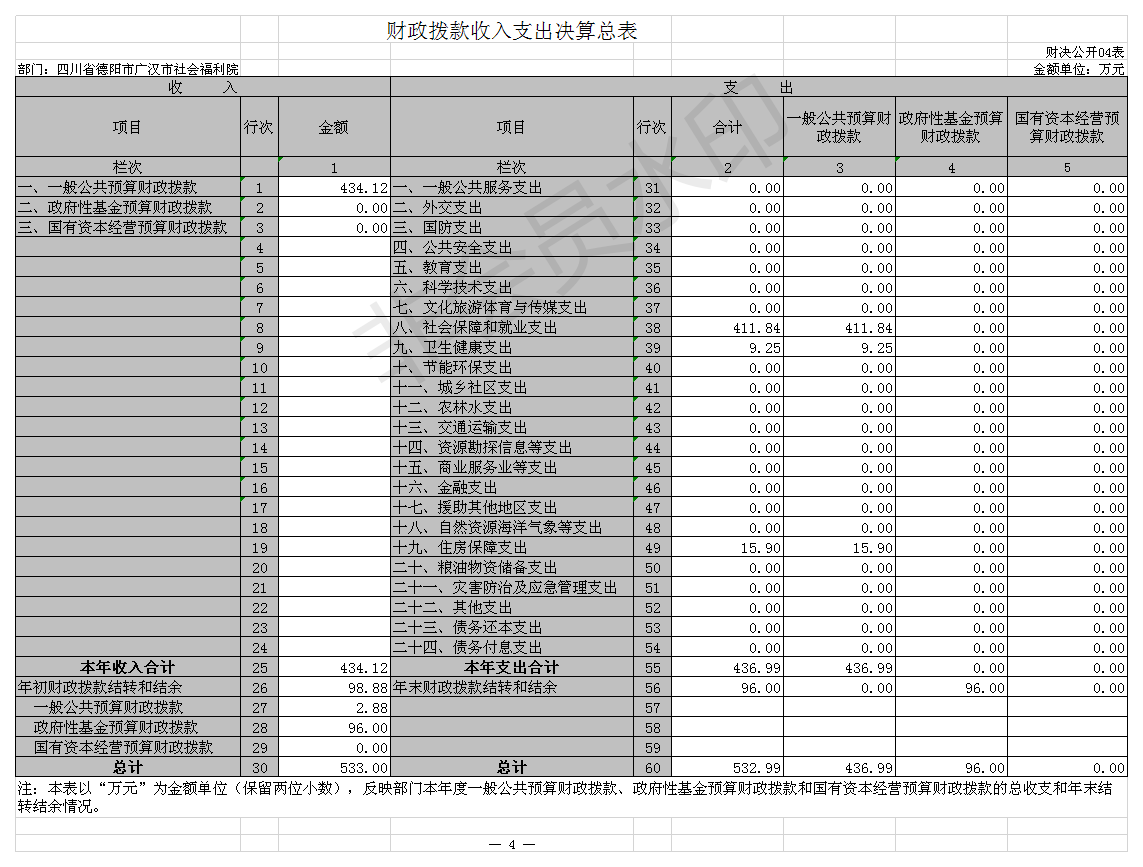 财政拨款收入支出决算总表
财决公开04表
部门：四川省德阳市广汉市社会福利院 金额单位：万元
收 入 支 出
项目 行次 金额 项目 行次 合计 一般公共预算财政拨款 政府性基金预算财政拨款 国有资本经营预算财政拨款
栏次 1 栏次 2 3 4 5
一、一般公共预算财政拨款 1 434.12 一、一般公共服务支出 31 0.00 0.00 0.00 0.00
二、政府性基金预算财政拨款 2 0.00 二、外交支出 32 0.00 0.00 0.00 0.00
三、国有资本经营预算财政拨款 3 0.00 三、国防支出 33 0.00 0.00 0.00 0.00
4 四、公共安全支出 34 0.00 0.00 0.00 0.00
5 五、教育支出 35 0.00 0.00 0.00 0.00
6 六、科学技术支出 36 0.00 0.00 0.00 0.00
7 七、文化旅游体育与传媒支出 37 0.00 0.00 0.00 0.00
8 八、社会保障和就业支出 38 411.84 411.84 0.00 0.00
9 九、卫生健康支出 39 9.25 9.25 0.00 0.00
10 十、节能环保支出 40 0.00 0.00 0.00 0.00
11 十一、城乡社区支出 41 0.00 0.00 0.00 0.00
12 十二、农林水支出 42 0.00 0.00 0.00 0.00
13 十三、交通运输支出 43 0.00 0.00 0.00 0.00
14 十四、资源勘探信息等支出 44 0.00 0.00 0.00 0.00
15 十五、商业服务业等支出 45 0.00 0.00 0.00 0.00
16 十六、金融支出 46 0.00 0.00 0.00 0.00
17 十七、援助其他地区支出 47 0.00 0.00 0.00 0.00
18 十八、自然资源海洋气象等支出 48 0.00 0.00 0.00 0.00
19 十九、住房保障支出 49 15.90 15.90 0.00 0.00
20 二十、粮油物资储备支出 50 0.00 0.00 0.00 0.00
21 二十一、灾害防治及应急管理支出 51 0.00 0.00 0.00 0.00
22 二十二、其他支出 52 0.00 0.00 0.00 0.00
23 二十三、债务还本支出 53 0.00 0.00 0.00 0.00
24 二十四、债务付息支出 54 0.00 0.00 0.00 0.00
本年收入合计 25 434.12 本年支出合计 55 436.99 436.99 0.00 0.00
年初财政拨款结转和结余 26 98.88 年末财政拨款结转和结余 56 96.00 0.00 96.00 0.00
一般公共预算财政拨款 27 2.88 57
政府性基金预算财政拨款 28 96.00 58
国有资本经营预算财政拨款 29 0.00 59
总计 30 533.00 总计 60 532.99 436.99 96.00 0.00
注：本表以“万元”为金额单位（保留两位小数），反映部门本年度一般公共预算财政拨款、政府性基金预算财政拨款和国有资本经营预算财政拨款的总收支和年末结
转结余情况。
— 4 —
非会员水印